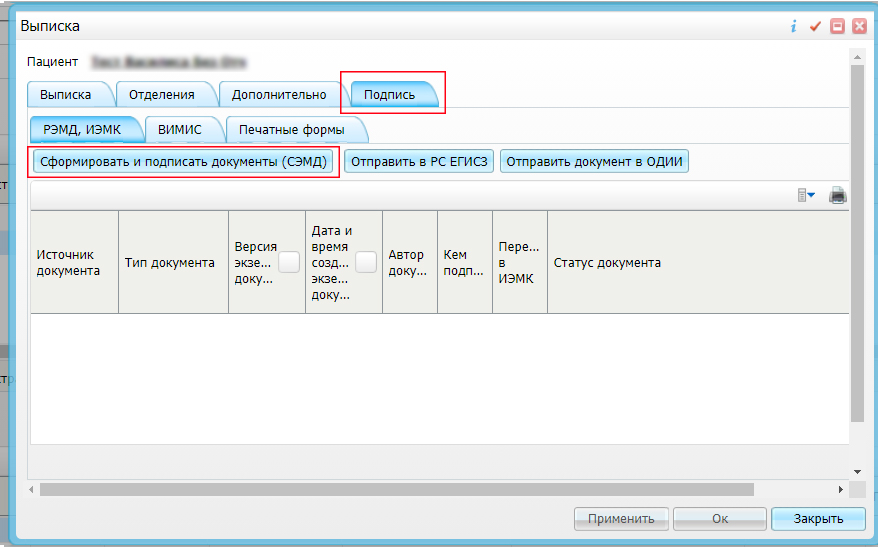 Выписка
Пациент
Выписка Отделения Дополнительно Подпись
РЭМД, ИЭМК ВИМИС Печатные формы
Сформировать и подписать документы (СЭМД) Отправить в РС ЕГИСЗ Отправить документ в ОДИИ
Источник документа
Тип документа
Версия экзе... доку...
Дата и время созд... экзе... доку...
Автор доку...
Кем подп...
Пере... в ИЭМК
Статус документа
Применить Ок Закрыть